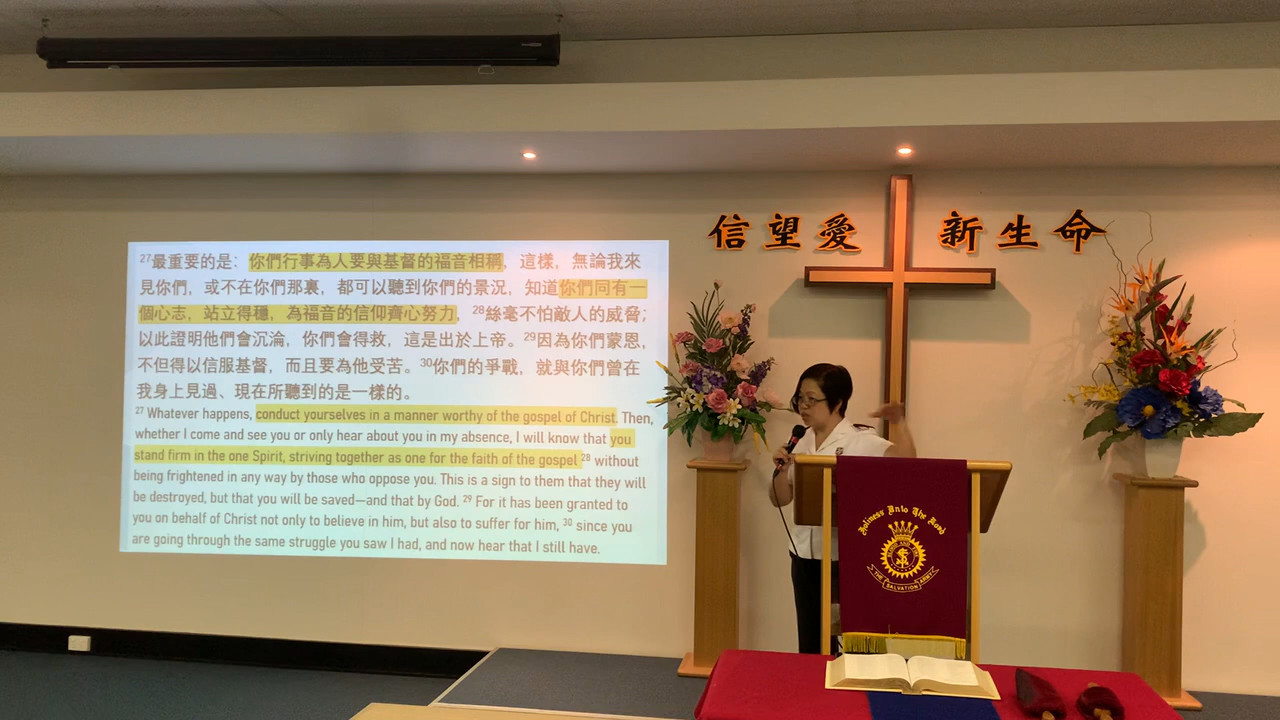 信望愛 新生命
²⁷最重要的是：你們行事為人要與基督的福音相稱，這樣，無論我來
見你們，或不在你們那裏，都可以聽到你們的景況，知道你們同有一
個心志，站立得穩，為福音的信仰齊心努力，²⁸絲毫不怕敵人的威脅；
以此證明他們會沉淪，你們會得救，這是出於上帝。²⁹因為你們蒙恩，
不但得以信服基督，而且要為他受苦。³⁰你們的爭戰，就與你們曾在
我身上見過、現在所聽到的是一樣的。
²⁷ Whatever happens, conduct yourselves in a manner worthy of the gospel of Christ. Then,
whether I come and see you or only hear about you in my absence, I will know that you
stand firm in the one Spirit, striving together as one for the faith of the gospel ²⁸ without
being frightened in any way by those who oppose you. This is a sign to them that they will
be destroyed, but that you will be saved—and that by God. ²⁹ For it has been granted to
you on behalf of Christ not only to believe in him, but also to suffer for him, ³⁰ since you
are going through the same struggle you saw I had, and now hear that I still have.
Holiness Unto The Lord
BLOOD AND FIRE
THE SALVATION ARMY